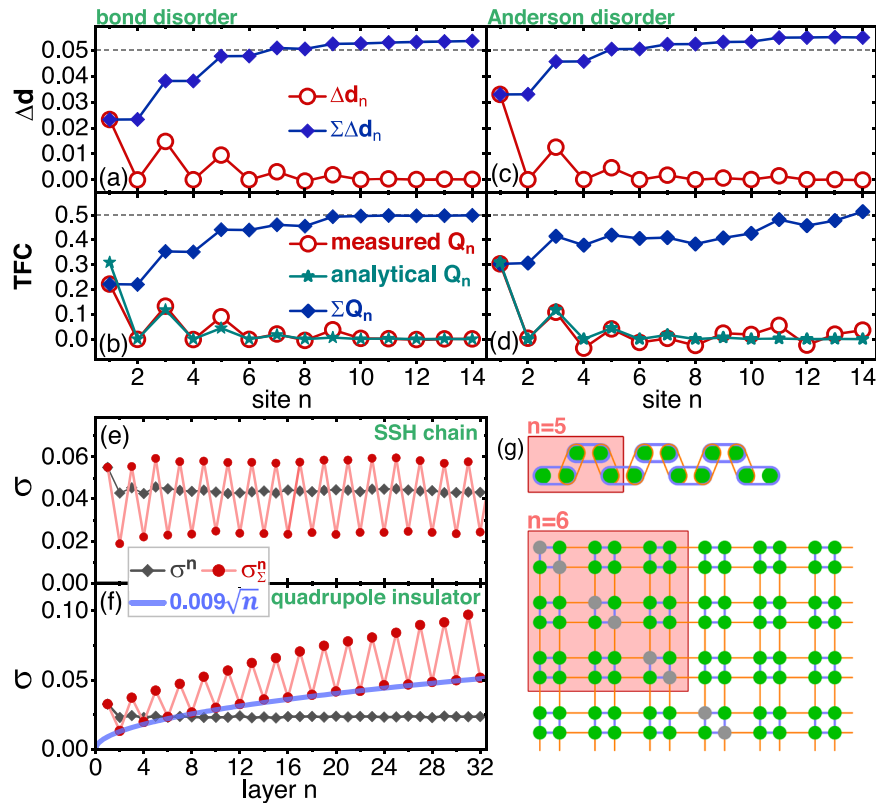 bond disorder
Anderson disorder
Δd
0.05
0.04
0.03
0.02
0.01
0.00
Δdₙ
ΣΔdₙ
(a)
(c)
TFC
0.5
0.4
0.3
0.2
0.1
0.0
measured Qₙ
analytical Qₙ
ΣQₙ
(b)
(d)
2 4 6 8 10 12 14
2 4 6 8 10 12 14
site n
site n
(e)
SSH chain
σ
0.06
0.04
0.02
0.00
σⁿ
σ_Σⁿ
0.009√n
(f)
quadrupole insulator
σ
0.10
0.05
0.00
0 4 8 12 16 20 24 28 32
layer n
(g)
n=5
n=6